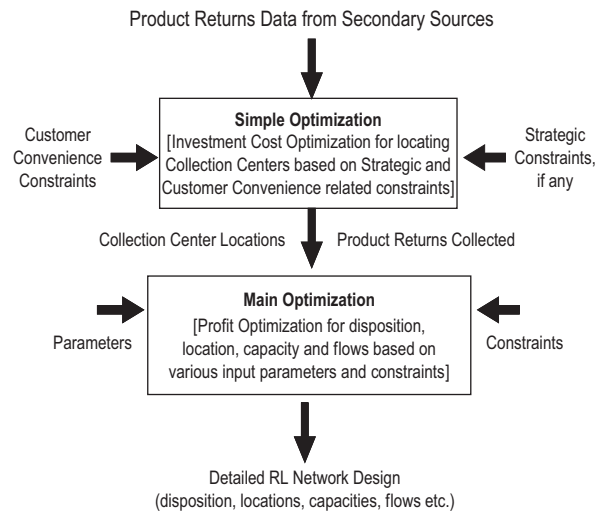 Product Returns Data from Secondary Sources
Simple Optimization
[Investment Cost Optimization for locating
Collection Centers based on Strategic and
Customer Convenience related constraints]
Customer
Convenience
Constraints
Strategic
Constraints,
if any
Collection Center Locations
Product Returns Collected
Main Optimization
[Profit Optimization for disposition,
location, capacity and flows based on
various input parameters and constraints]
Parameters
Constraints
Detailed RL Network Design
(disposition, locations, capacities, flows etc.)